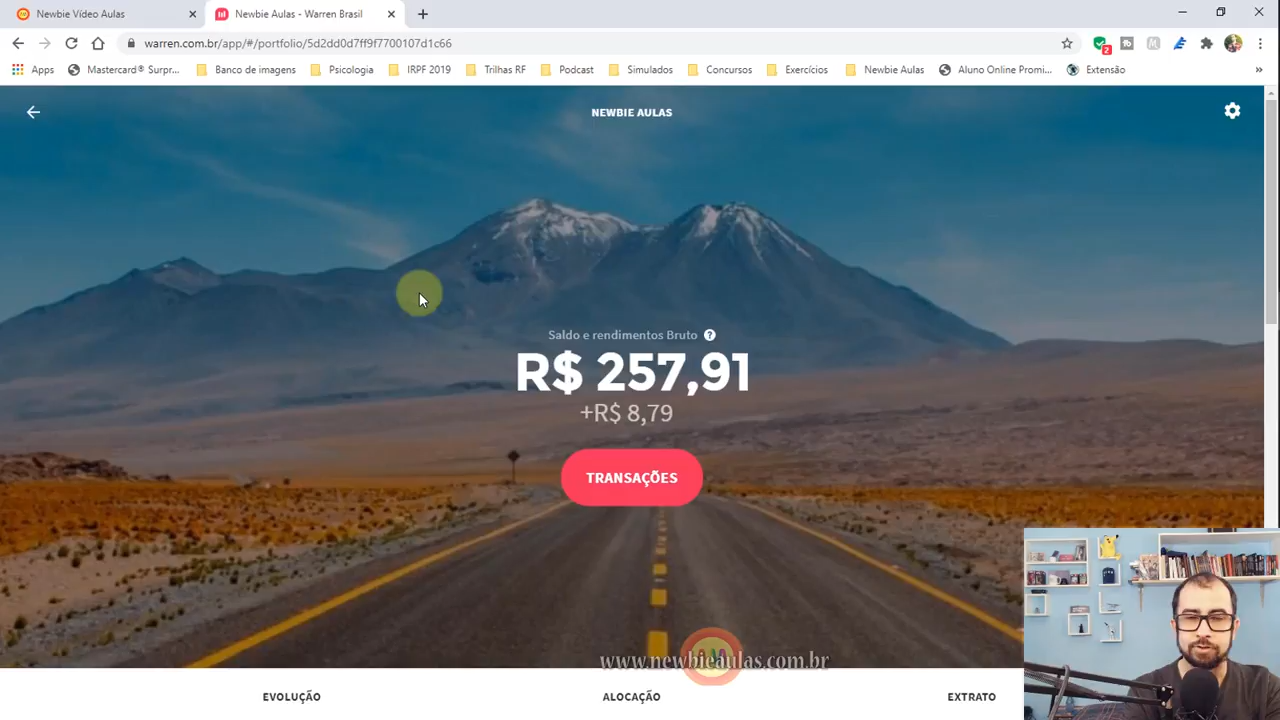 Newbie Vídeo Aulas
Newbie Aulas - Warren Brasil
warren.com.br/app/#/portfolio/5d2dd0d7ff9f7700107d1c66
2
Apps
Mastercard® Surpr...
Banco de imagens
Psicologia
IRPF 2019
Trilhas RF
Podcast
Simulados
Concursos
Exercícios
Newbie Aulas
Aluno Online Promi...
Extensão
NEWBIE AULAS
Saldo e rendimentos Bruto ?
R$ 257,91
+R$ 8,79
TRANSAÇÕES
www.newbieaulas.com.br
EVOLUÇÃO
ALOCAÇÃO
EXTRATO